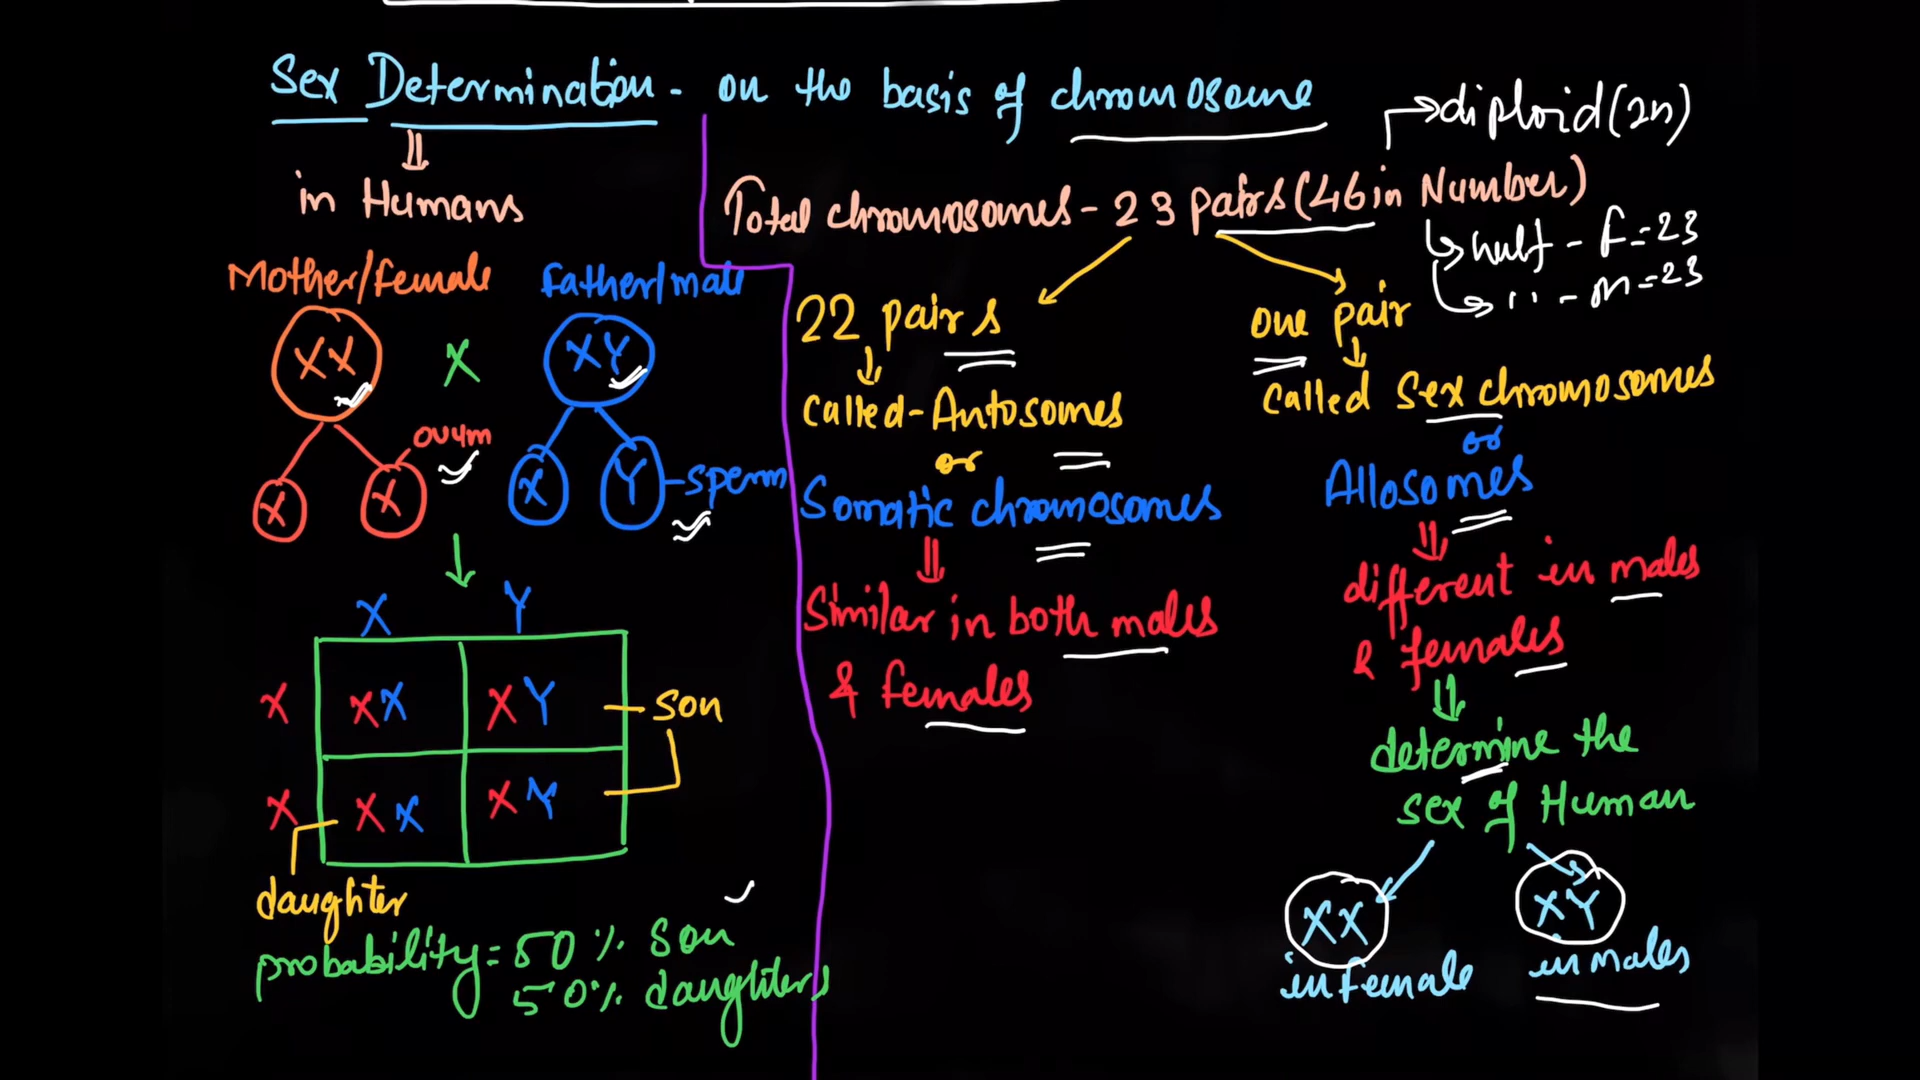 Sex Determination - on the basis of chromosome
in Humans
Mother/female
Father/male
XX
X
XY
ovum
X
X
X
Y
sperm
X
Y
X
XX
XY
son
X
XX
XY
daughter
probability = 50 % son
50% daughters
diploid (2n)
Total chromosomes - 23 pairs (46 in Number)
half - f = 23
" - m = 23
22 pairs
Called - Autosomes
or
Somatic chromosomes
Similar in both males
& females
one pair
Called Sex chromosomes
or
Allosomes
different in males
& females
determine the
sex of Human
XX
in female
XY
in males